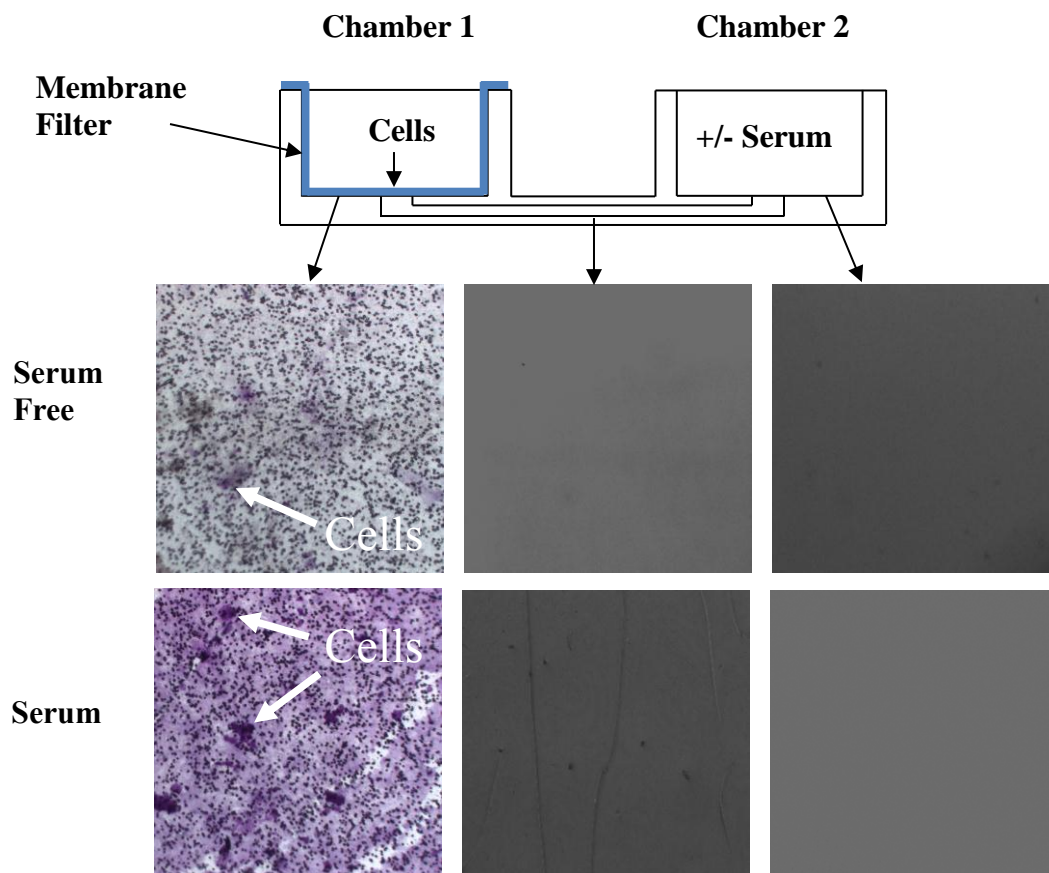 Chamber 1
Chamber 2
Membrane
Filter
Cells
+/- Serum
Serum
Free
Cells
Cells
Serum